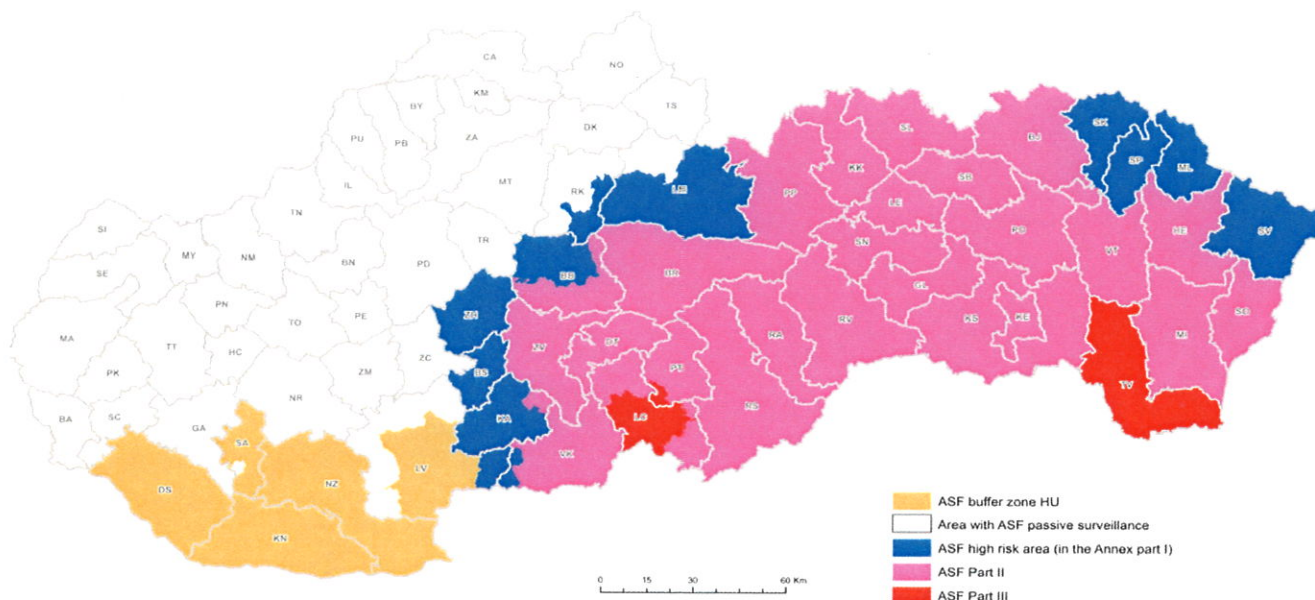 CA
NO
KM
BY
TS
PU
PB
ZA
DK
IL
MT
RK
TN
TR
SI
MY
NM
BN
PD
SE
PN
PE
MA
TT
HC
TO
ZM
ZC
PK
NR
BA
SC
GA
SA
DS
NZ
KN
LV
LM
BB
ZH
BS
KA
BR
ZV
DT
PT
LC
VK
RS
RA
RV
PP
KK
SL
LE
SB
SN
GL
PO
KS
KE
BJ
SK
SP
ML
SV
HE
VT
SO
MI
TV
ASF buffer zone HU
Area with ASF passive surveillance
ASF high risk area (in the Annex part I)
ASF Part II
ASF Part III
0 15 30 60 Km